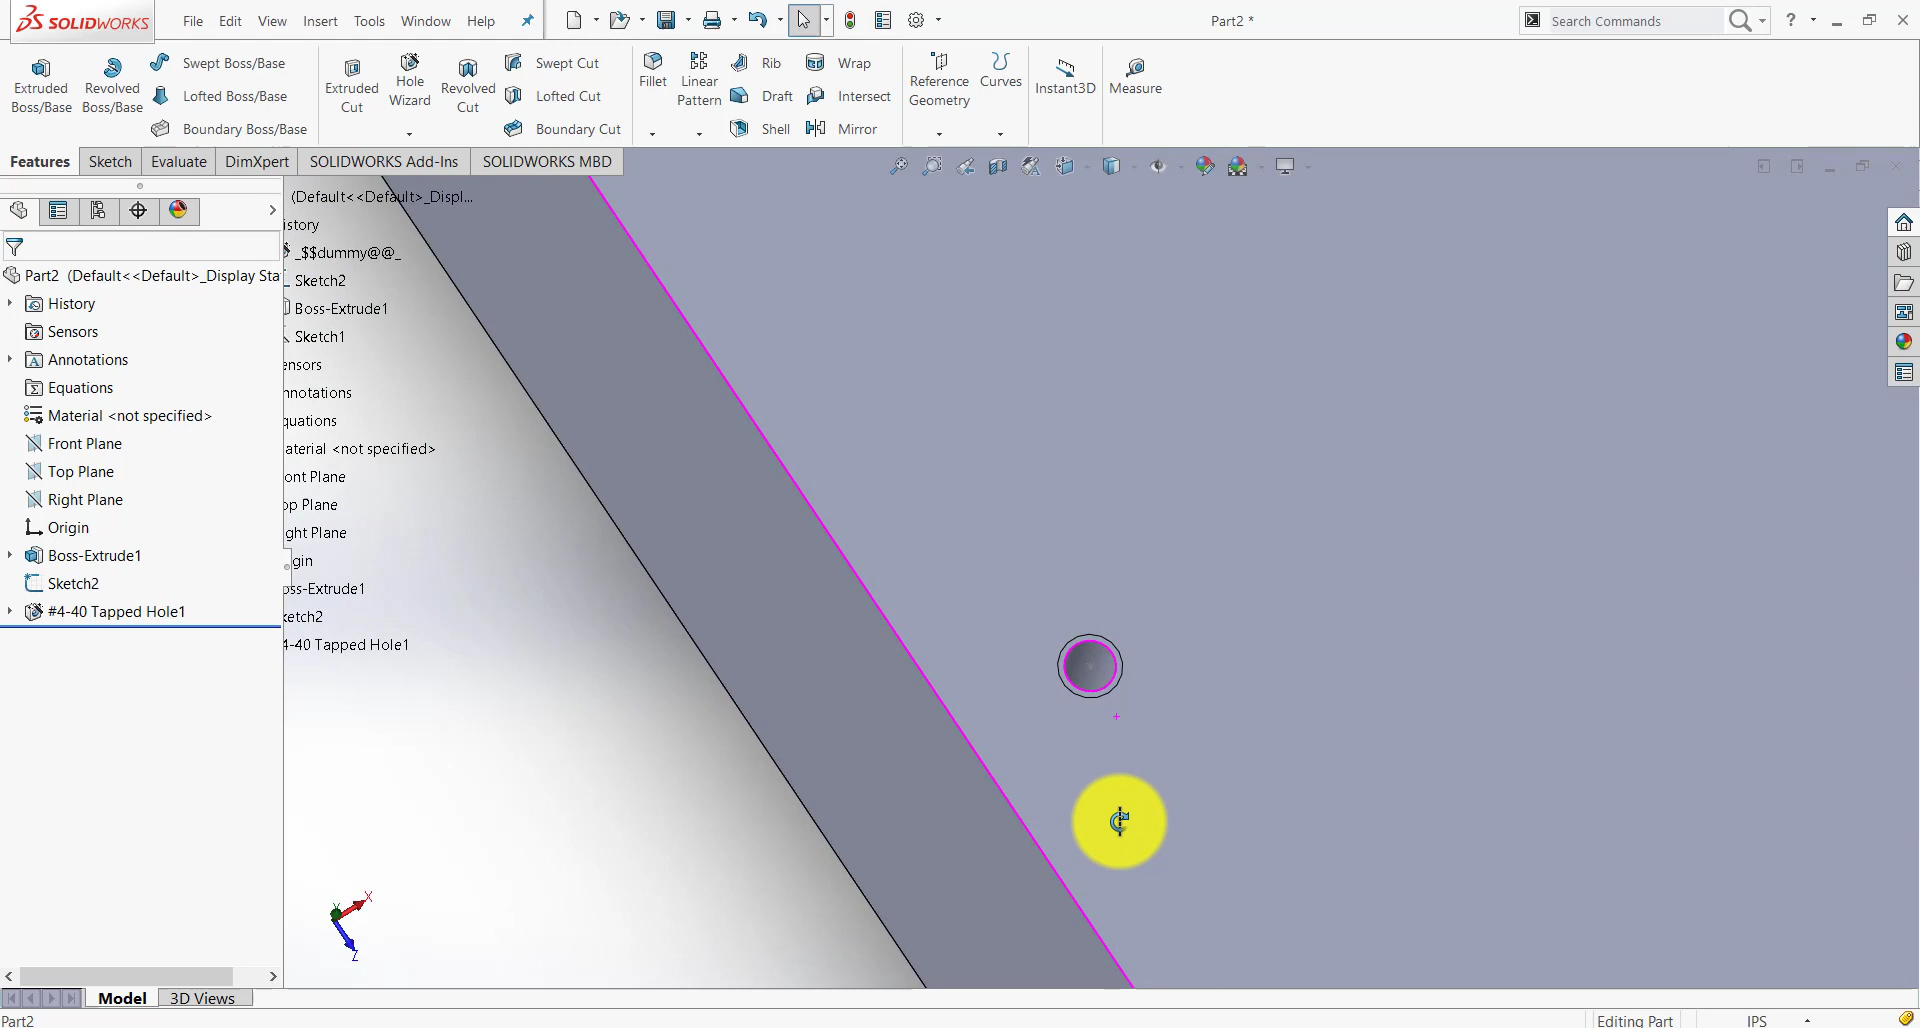 SOLIDWORKS
File Edit View Insert Tools Window Help
Part2 *
Search Commands
?
Extruded Boss/Base
Revolved Boss/Base
Swept Boss/Base
Lofted Boss/Base
Boundary Boss/Base
Extruded Cut
Hole Wizard
Revolved Cut
Swept Cut
Lofted Cut
Boundary Cut
Fillet
Linear Pattern
Rib
Draft
Shell
Wrap
Intersect
Mirror
Reference Geometry
Curves
Instant3D
Measure
Features Sketch Evaluate DimXpert SOLIDWORKS Add-Ins SOLIDWORKS MBD
Part2 (Default<<Default>_Display Sta
History
Sensors
Annotations
Equations
Material <not specified>
Front Plane
Top Plane
Right Plane
Origin
Boss-Extrude1
Sketch2
#4-40 Tapped Hole1
(Default<<Default>_Displ...
istory
_$$dummy@@_
Sketch2
Boss-Extrude1
Sketch1
ensors
nnotations
quations
aterial <not specified>
ont Plane
op Plane
ght Plane
gin
oss-Extrude1
ketch2
4-40 Tapped Hole1
X
Y
Z
Model 3D Views
Part2
Editing Part
IPS